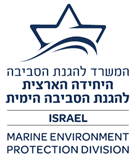 המשרד להגנת הסביבה
היחידה הארצית
להגנת הסביבה הימית
ISRAEL
MARINE ENVIRONMENT
PROTECTION DIVISION